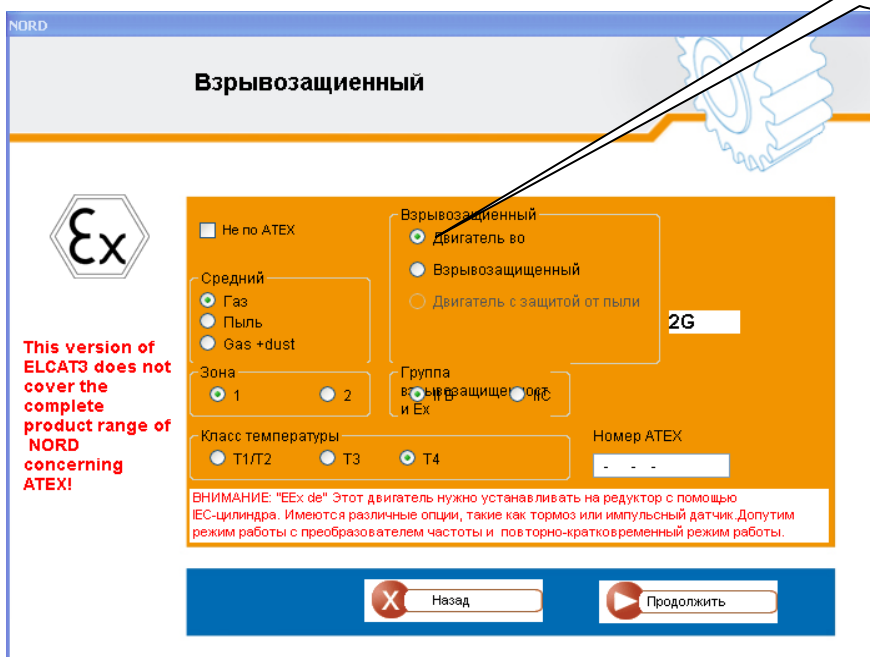 NORD
Взрывозащиенный
Ex
Не по ATEX
Взрывозащиенный
Двигатель во
Взрывозащищенный
Двигатель с защитой от пыли
Средний
Газ
Пыль
Gas +dust
2G
This version of
ELCAT3 does not
cover the
complete
product range of
NORD
concerning
ATEX!
Зона
1
2
Группа
взрывезащищенност
и Ex
IIB
IIC
Класс температуры
T1/T2
T3
T4
Номер ATEX
- - -
ВНИМАНИЕ: "EEx de" Этот двигатель нужно устанавливать на редуктор с помощью
IEC-цилиндра. Имеются различные опции, такие как тормоз или импульсный датчик.Допутим
режим работы с преобразователем частоты и повторно-кратковременный режим работы.
Назад
Продолжить